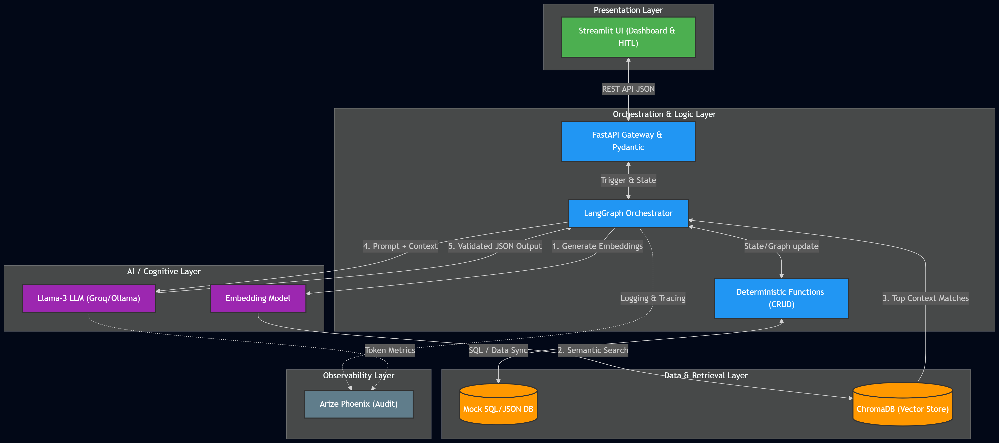 Presentation Layer
Streamlit UI (Dashboard &
HITL)
REST API JSON
Orchestration & Logic Layer
FastAPI Gateway &
Pydantic
Trigger & State
LangGraph Orchestrator
4. Prompt + Context
5. Validated JSON Output
1. Generate Embeddings
State/Graph update
AI / Cognitive Layer
Llama-3 LLM (Groq/Ollama)
Embedding Model
Logging & Tracing
Deterministic Functions
(CRUD)
3. Top Context Matches
Token Metrics
SQL / Data Sync
2. Semantic Search
Observability Layer
Arize Phoenix (Audit)
Data & Retrieval Layer
Mock SQL/JSON DB
ChromaDB (Vector Store)